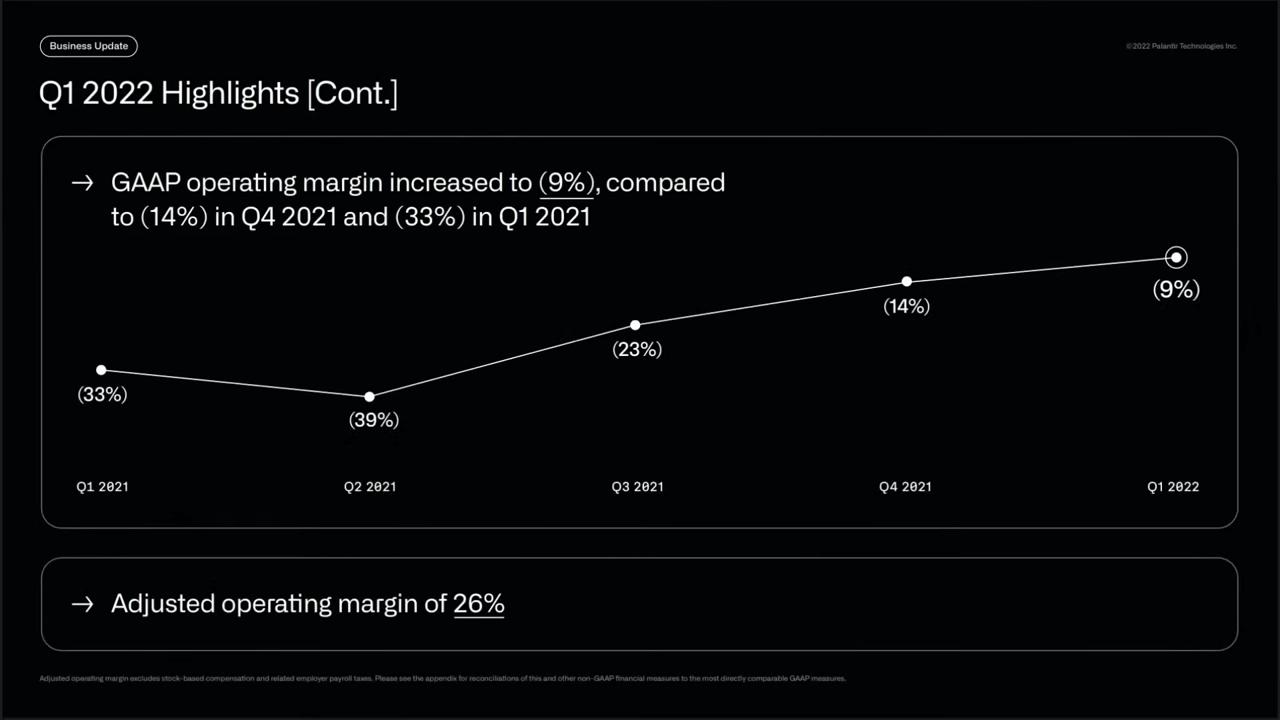 Business Update
©2022 Palantir Technologies Inc.
Q1 2022 Highlights [Cont.]
→ GAAP operating margin increased to (9%), compared
to (14%) in Q4 2021 and (33%) in Q1 2021
(33%)
(39%)
(23%)
(14%)
(9%)
Q1 2021
Q2 2021
Q3 2021
Q4 2021
Q1 2022
→ Adjusted operating margin of 26%
Adjusted operating margin excludes stock-based compensation and related employer payroll taxes. Please see the appendix for reconciliations of this and other non-GAAP financial measures to the most directly comparable GAAP measures.